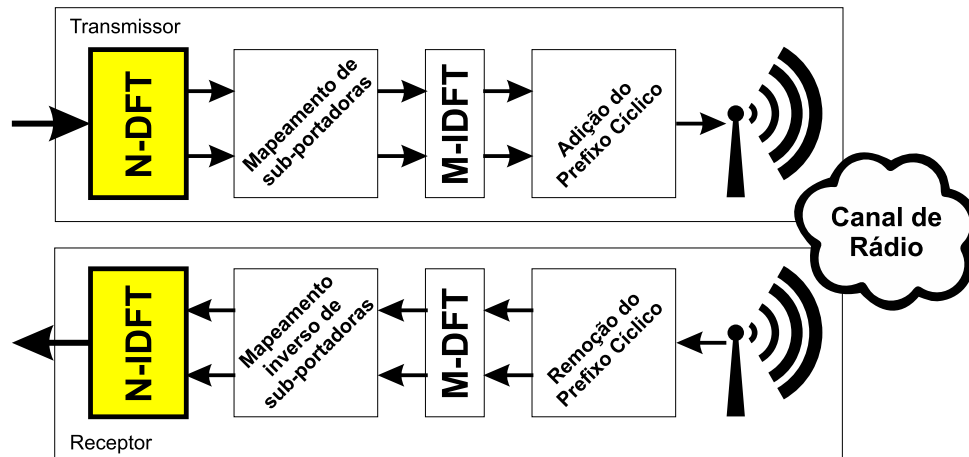 Transmissor
N-DFT
Mapeamento de
sub-portadoras
M-IDFT
Adição do
Prefixo Cíclico
Canal de
Rádio
N-IDFT
Mapeamento
inverso de
sub-portadoras
M-DFT
Remoção do
Prefixo Cíclico
Receptor